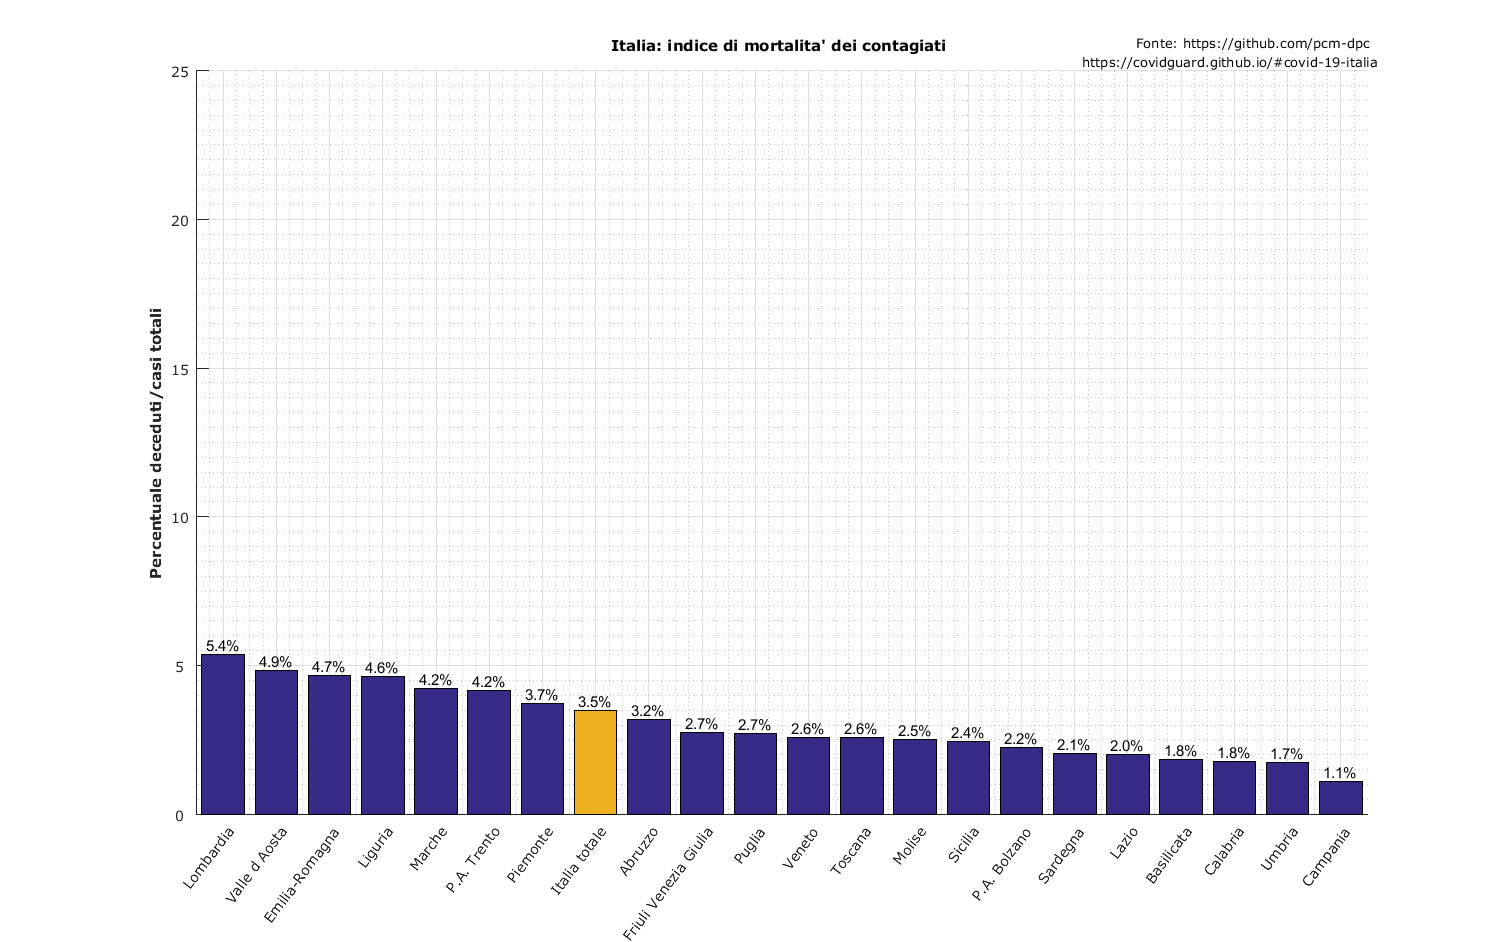 Italia: indice di mortalita' dei contagiati
Fonte: https://github.com/pcm-dpc
https://covidguard.github.io/#covid-19-italia
Percentuale deceduti/casi totali
25
20
15
10
5
0
5.4%
4.9%
4.7%
4.6%
4.2%
4.2%
3.7%
3.5%
3.2%
2.7%
2.7%
2.6%
2.6%
2.5%
2.4%
2.2%
2.1%
2.0%
1.8%
1.8%
1.7%
1.1%
Lombardia
Valle d Aosta
Emilia-Romagna
Liguria
Marche
P.A. Trento
Piemonte
Italia totale
Abruzzo
Friuli Venezia Giulia
Puglia
Veneto
Toscana
Molise
Sicilia
P.A. Bolzano
Sardegna
Lazio
Basilicata
Calabria
Umbria
Campania